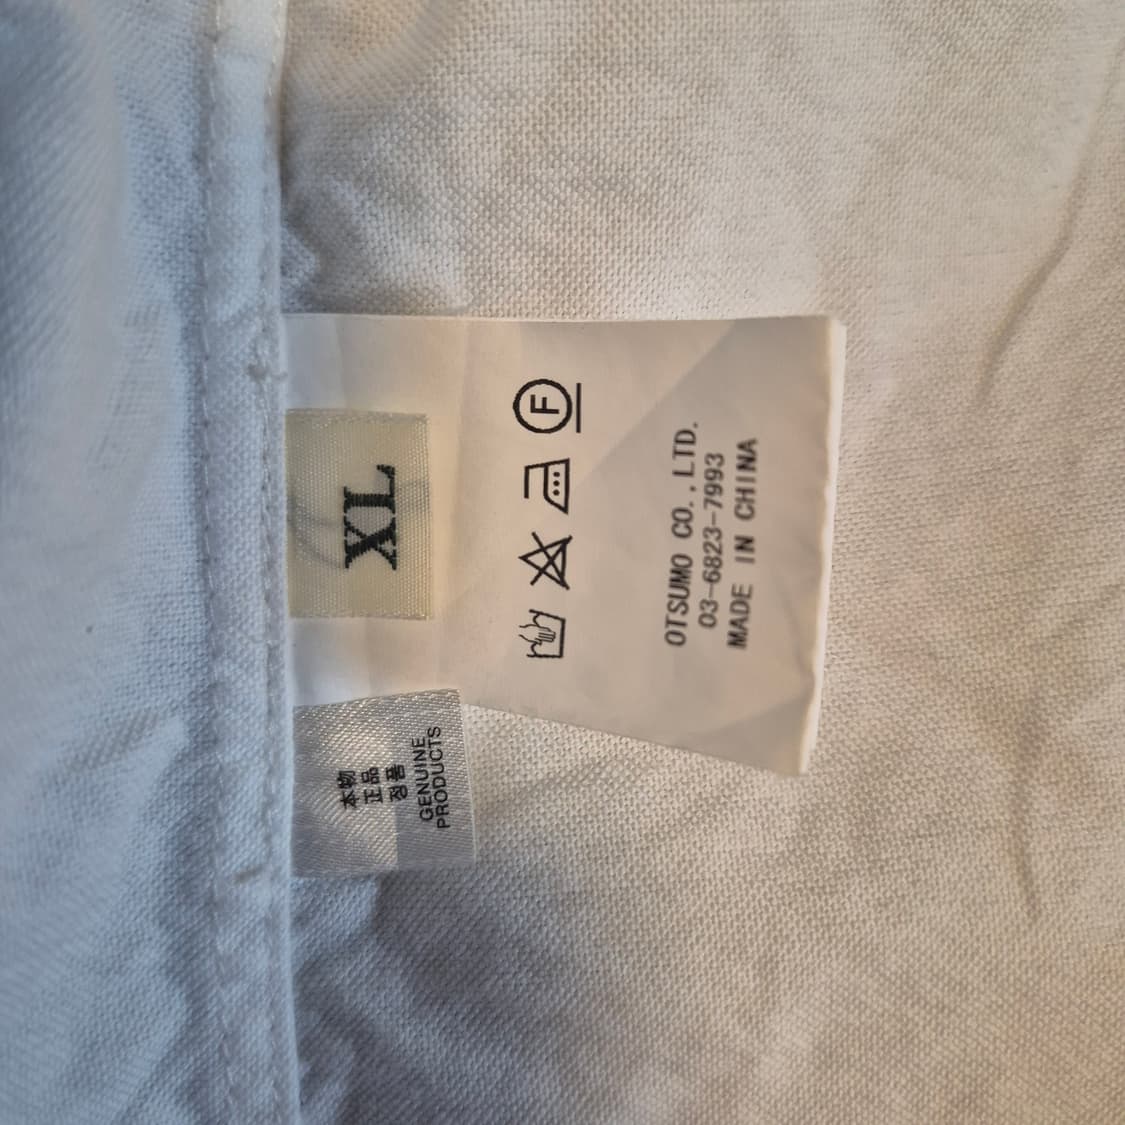 XL
F
OTSUMO CO.,LTD.
03-6823-7993
MADE IN CHINA
本物
正品
정품
GENUINE
PRODUCTS